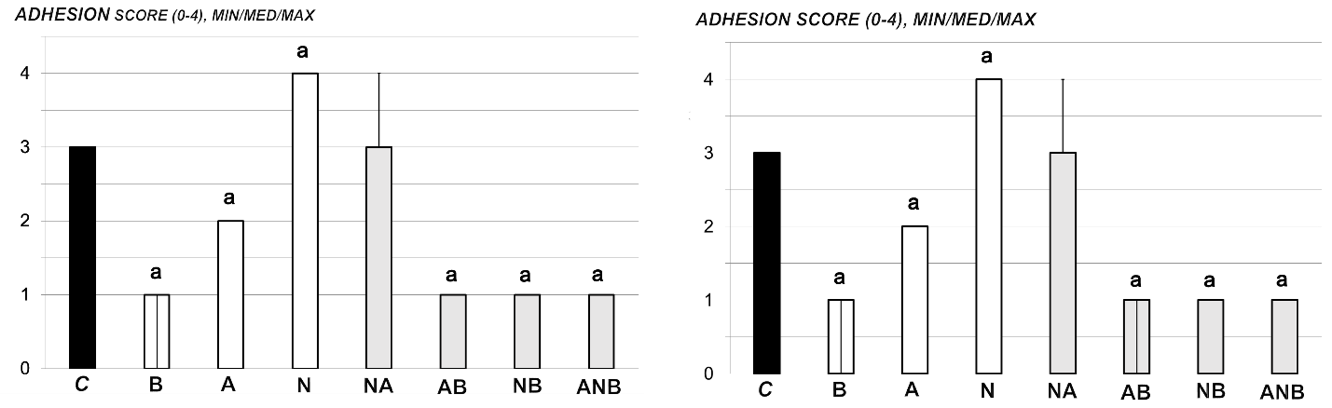 ADHESION SCORE (0-4), MIN/MED/MAX
a
4
3
a
2
a
a
a
a
1
0
C B A N NA AB NB ANB
ADHESION SCORE (0-4), MIN/MED/MAX
a
4
3
a
2
a
a
a
a
1
0
C B A N NA AB NB ANB